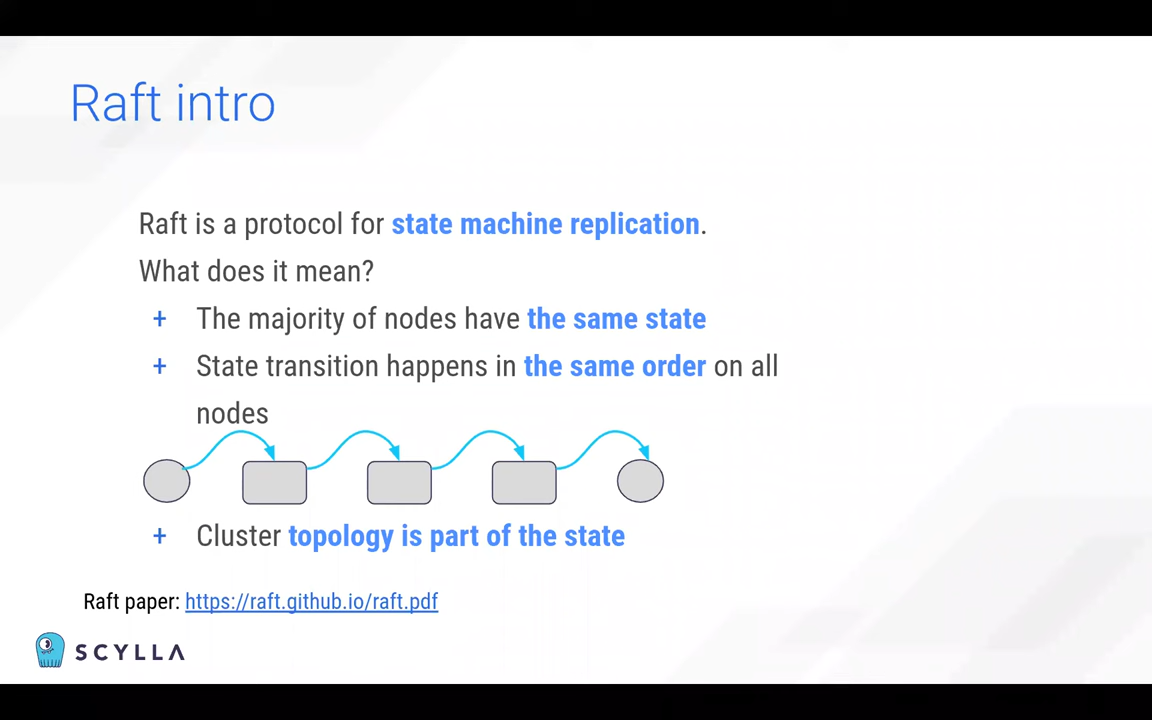 Raft intro
Raft is a protocol for state machine replication.
What does it mean?
+ The majority of nodes have the same state
+ State transition happens in the same order on all
nodes
+ Cluster topology is part of the state
Raft paper: https://raft.github.io/raft.pdf
SCYLLA